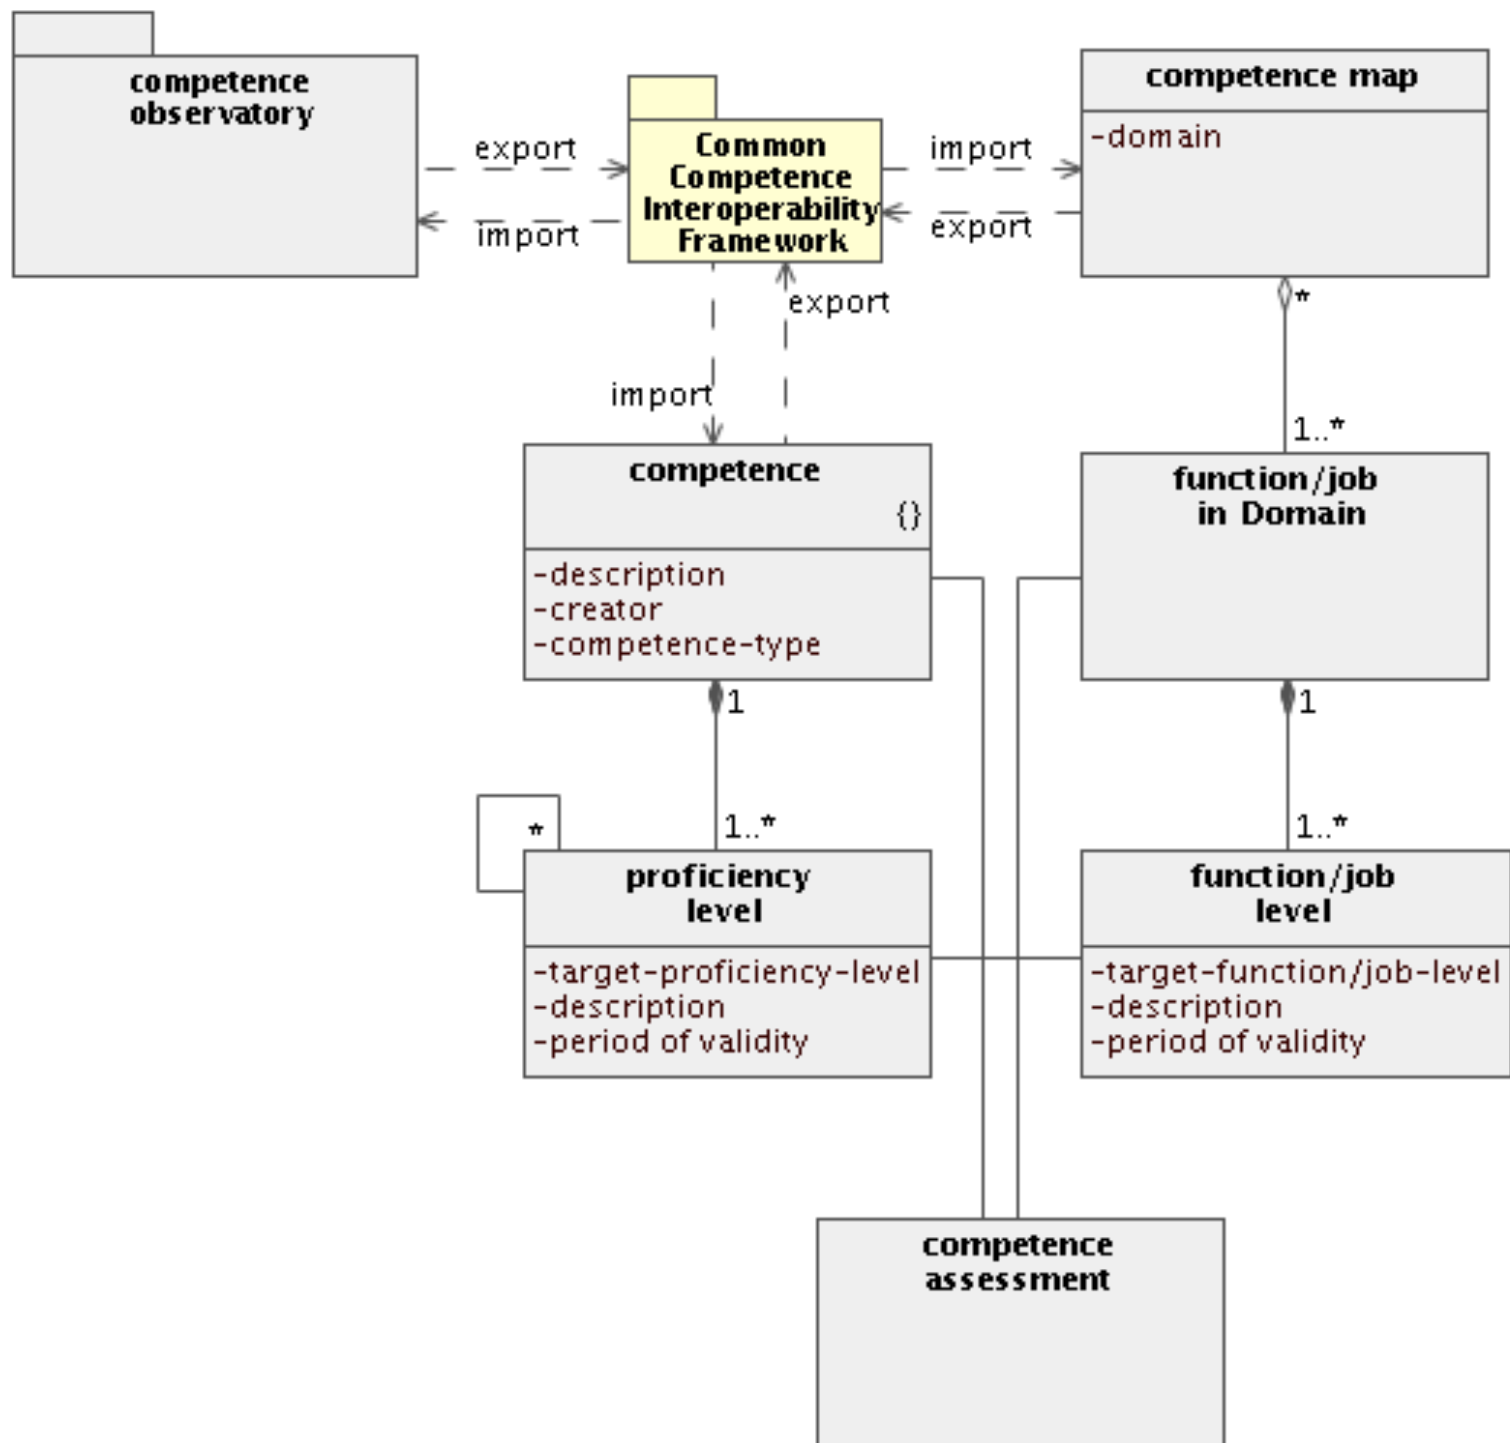 competence
observatory
export
import
Common
Competence
Interoperability
Framework
import
export
competence map
-domain
*
1..*
export
import
competence
{}
-description
-creator
-competence-type
1
1..*
function/job
in Domain
1
1..*
*
proficiency
level
-target-proficiency-level
-description
-period of validity
function/job
level
-target-function/job-level
-description
-period of validity
competence
assessment